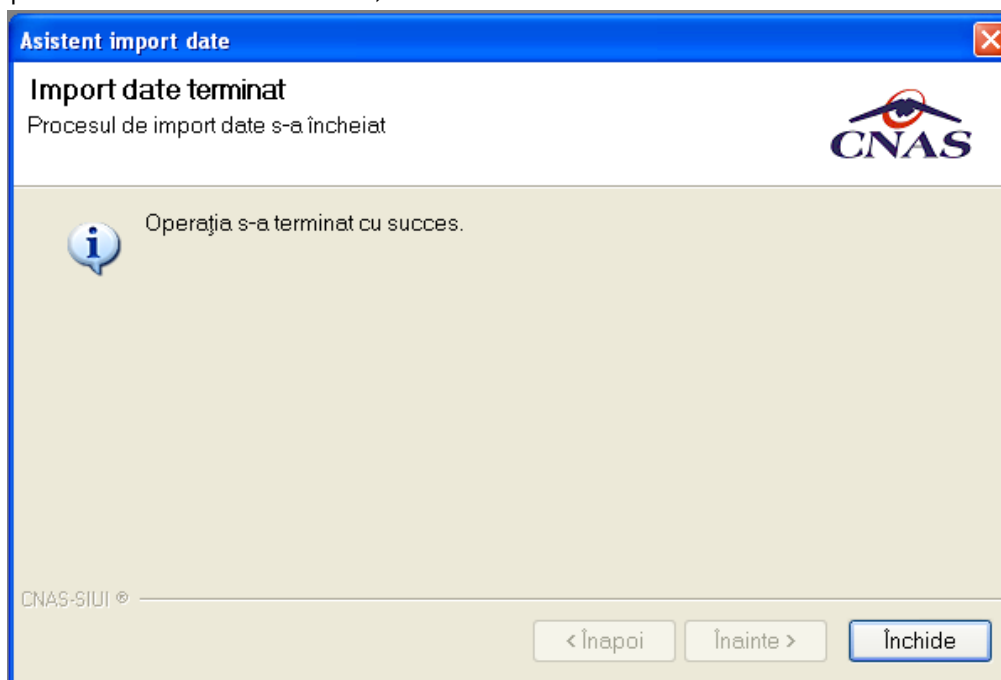 Asistent import date
Import date terminat
Procesul de import date s-a încheiat
CNAS
Operaţia s-a terminat cu succes.
CNAS-SIUI ®
< Înapoi
Înainte >
Închide